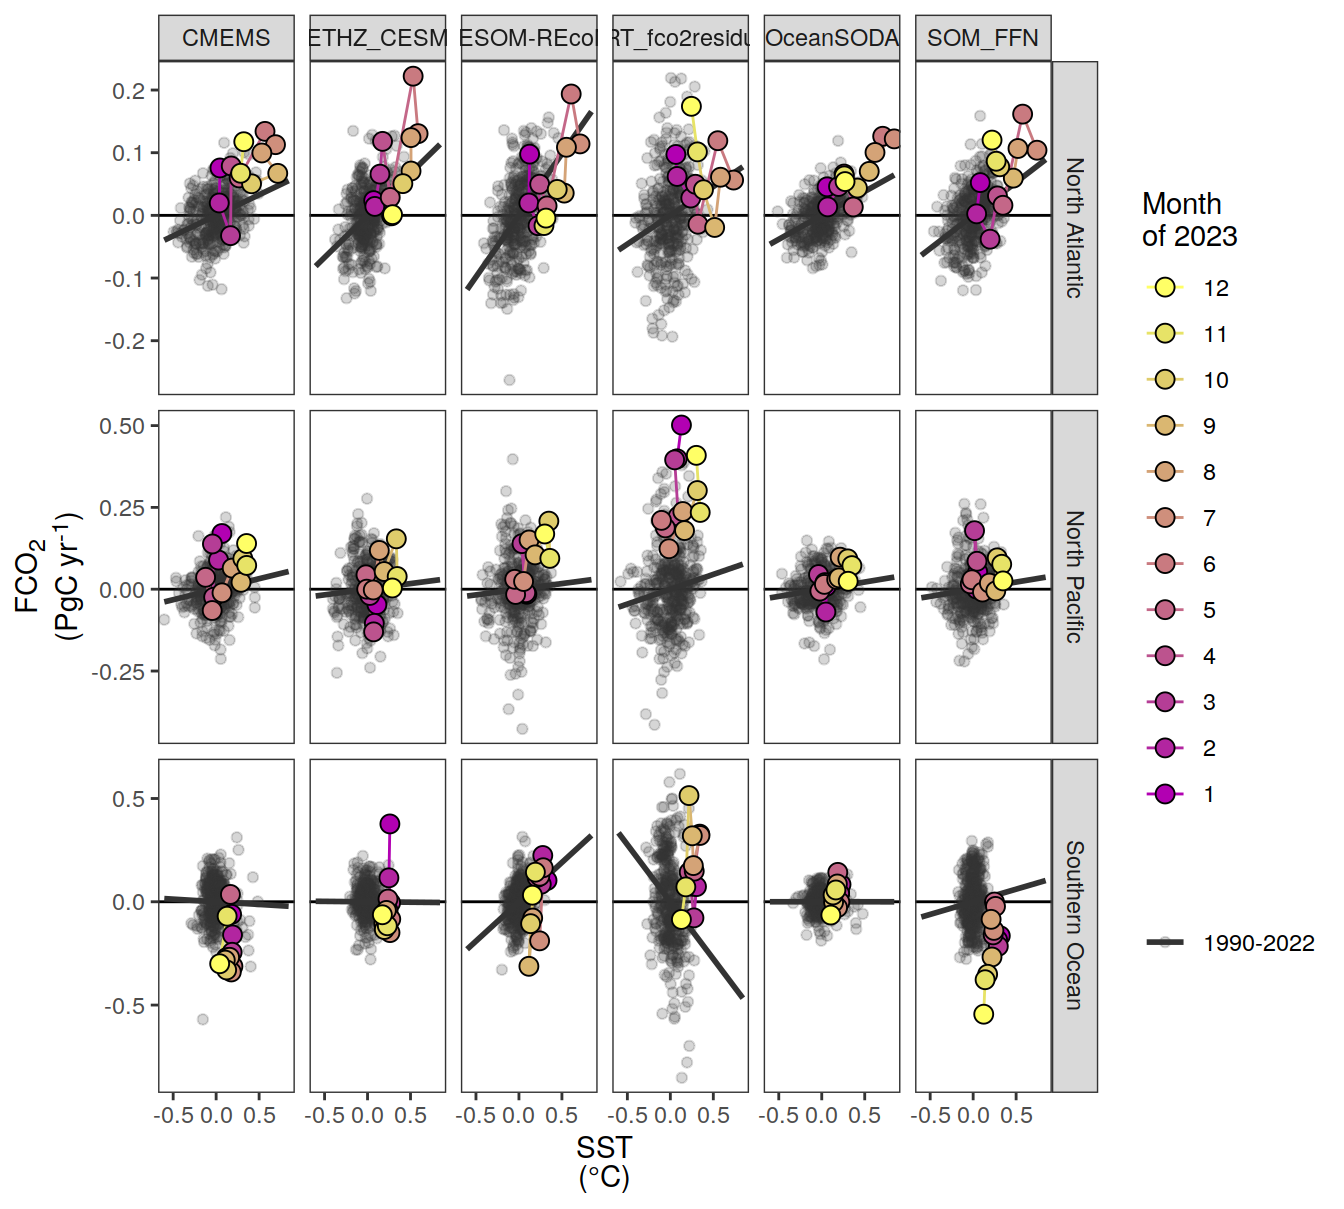 CMEMS ETHZ_CESM ESOM-REcoM RT_fco2residu OceanSODA SOM_FFN
0.2
0.1
0.0
-0.1
-0.2
North Atlantic
0.50
0.25
0.00
-0.25
North Pacific
0.5
0.0
-0.5
Southern Ocean
-0.5 0.0 0.5 -0.5 0.0 0.5 -0.5 0.0 0.5 -0.5 0.0 0.5 -0.5 0.0 0.5 -0.5 0.0 0.5
SST
(°C)
FCO₂
(PgC yr⁻¹)
Month
of 2023
12
11
10
9
8
7
6
5
4
3
2
1
1990-2022